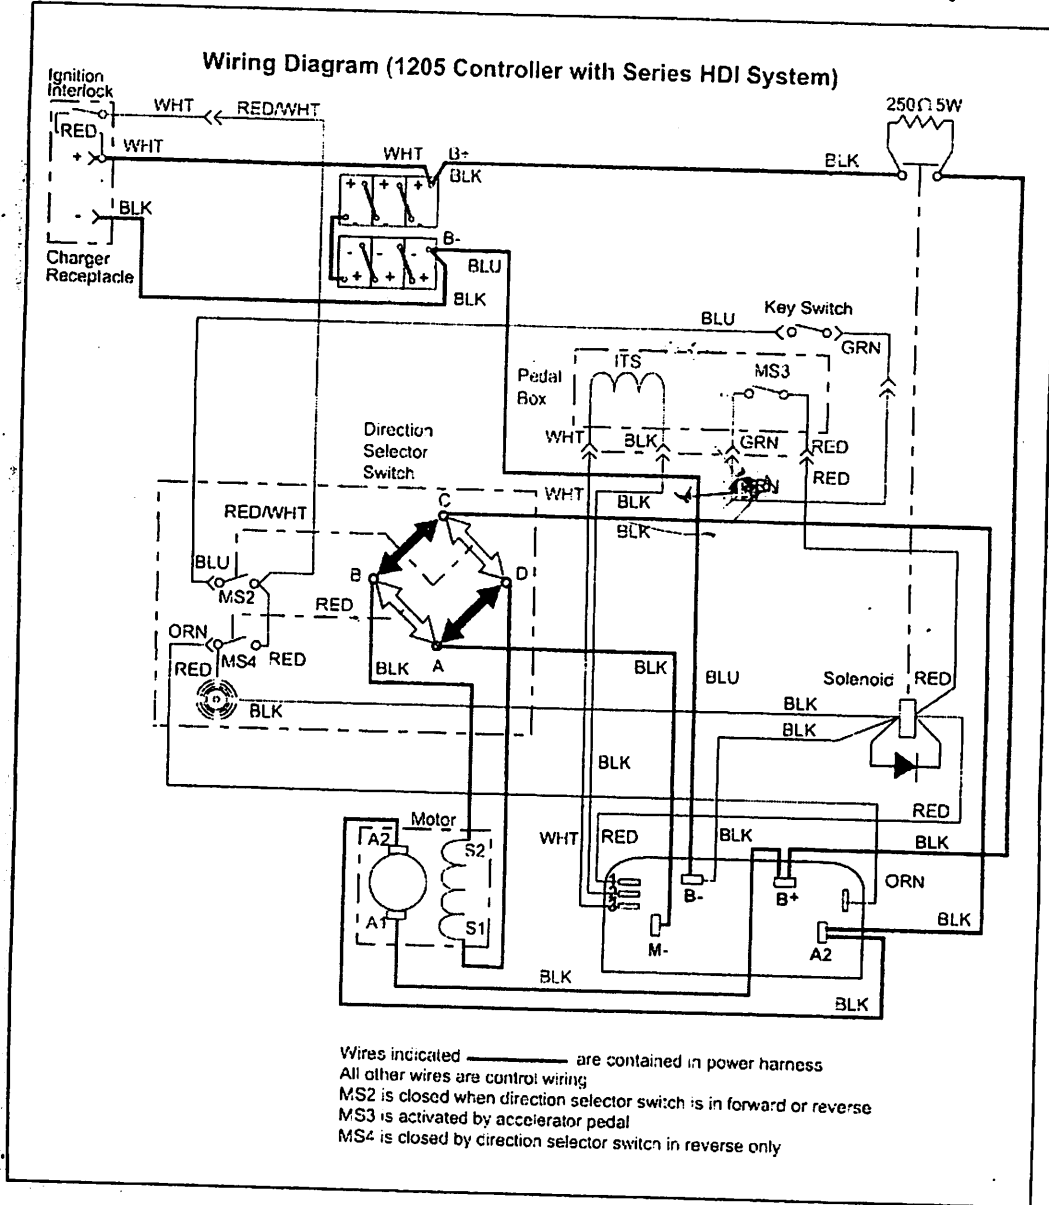 Wiring Diagram (1205 Controller with Series HDI System)
Ignition
Interlock
WHT
RED/WHT
250Ω 5W
RED
+
WHT
WHT
B+
BLK
BLK
-
BLK
Charger
Receptacle
+ - + - +
- - -
B-
BLU
- - -
+ + +
BLK
Key Switch
BLU
GRN
ITS
MS3
Pedal
Box
Direction
Selector
Switch
WHT
BLK
GRN
RED
RED
WHT
BLK
BLK
RED/WHT
C
BLU
B
D
MS2
RED
ORN
MS4
RED
RED
A
BLK
BLK
BLU
Solenoid
RED
BLK
BLK
BLK
BLK
RED
Motor
A2
S2
WHT
RED
BLK
BLK
1
2
3
B-
B+
ORN
A1
S1
M-
A2
BLK
BLK
BLK
Wires indicated are contained in power harness
All other wires are control wiring
MS2 is closed when direction selector switch is in forward or reverse
MS3 is activated by accelerator pedal
MS4 is closed by direction selector switch in reverse only